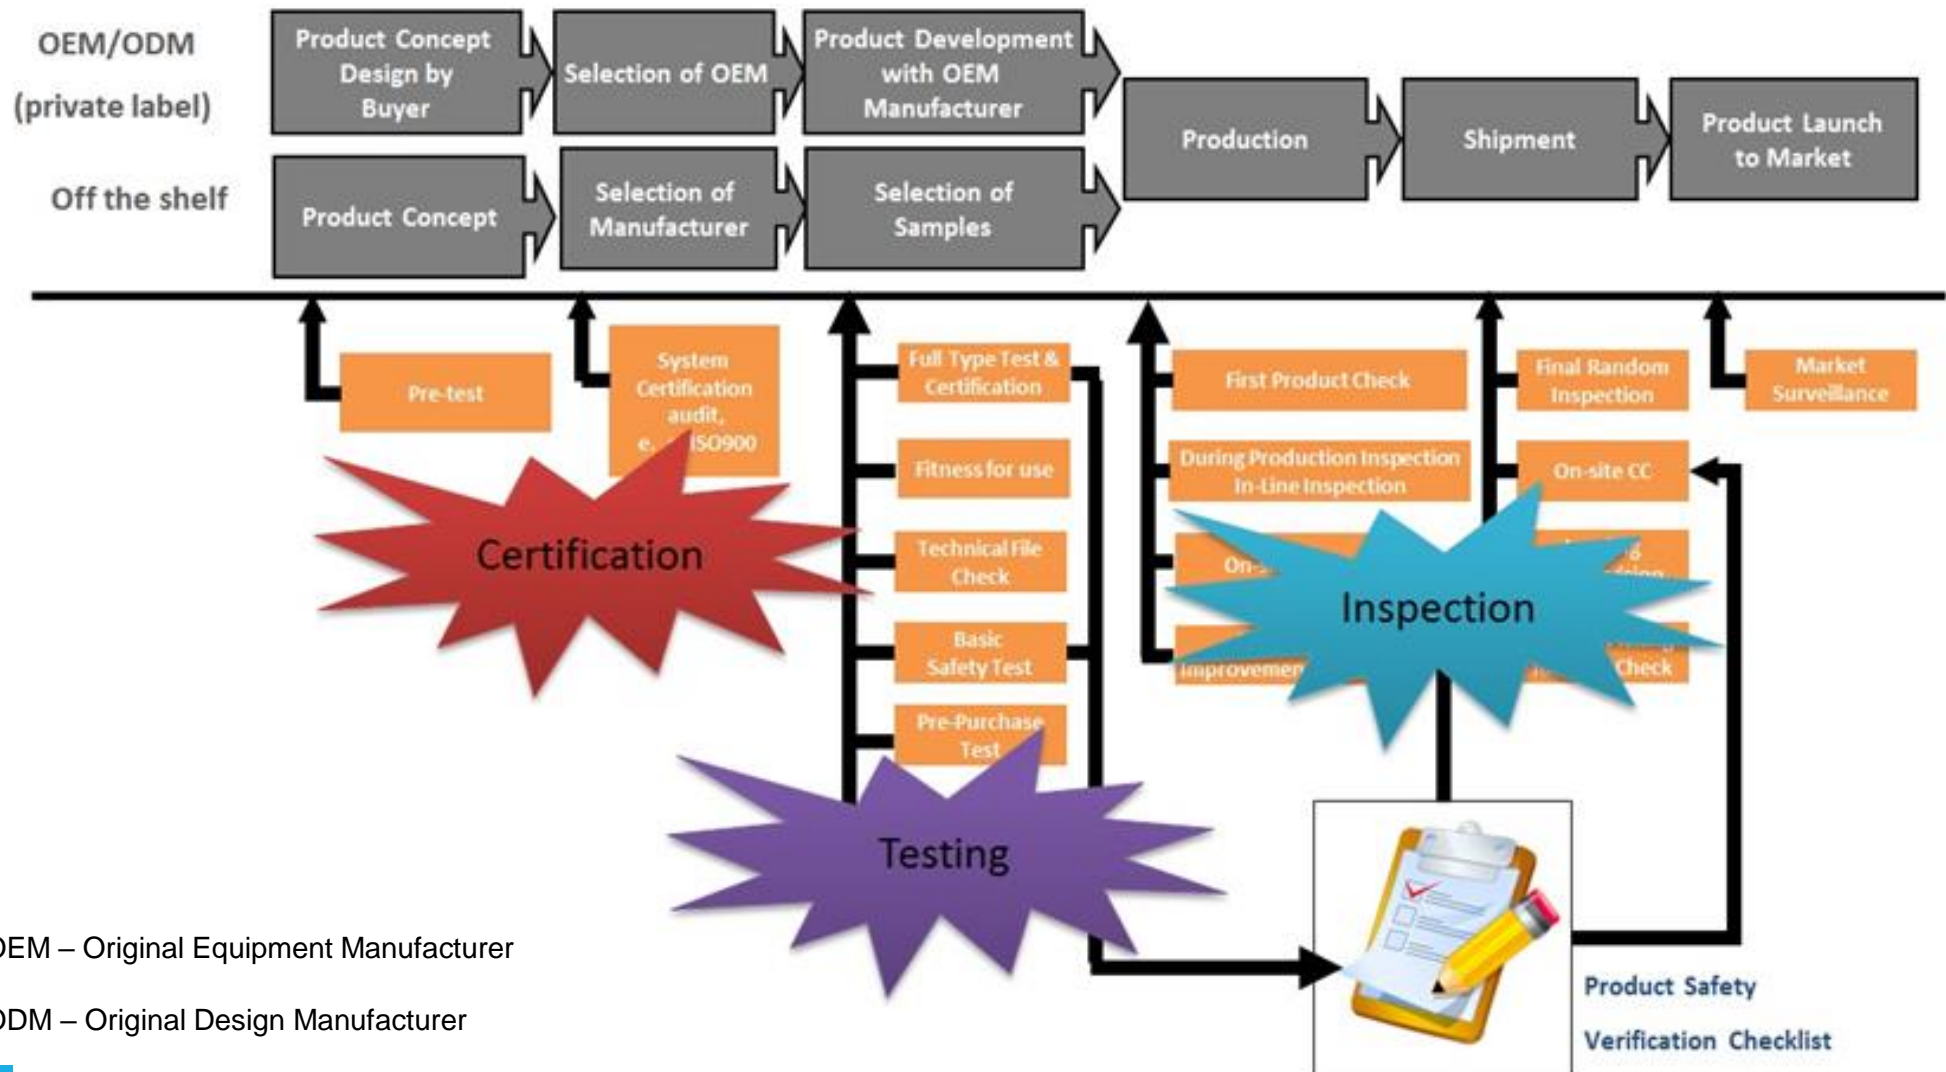 OEM/ODM
(private label)
Product Concept
Design by
Buyer
Selection of OEM
Product Development
with OEM
Manufacturer
Production
Shipment
Product Launch
to Market
Off the shelf
Product Concept
Selection of
Manufacturer
Selection of
Samples
Pre-test
System
Certification
audit,
ISO900
Full Type Test &
Certification
Fitness for use
Technical File
Check
Basic
Safety Test
Pre-Purchase
Test
First Product Check
During Production Inspection
In-Line Inspection
Final Random
Inspection
On-site CC
Check
Market
Surveillance
Certification
Inspection
Testing
OEM – Original Equipment Manufacturer
ODM – Original Design Manufacturer
Product Safety
Verification Checklist